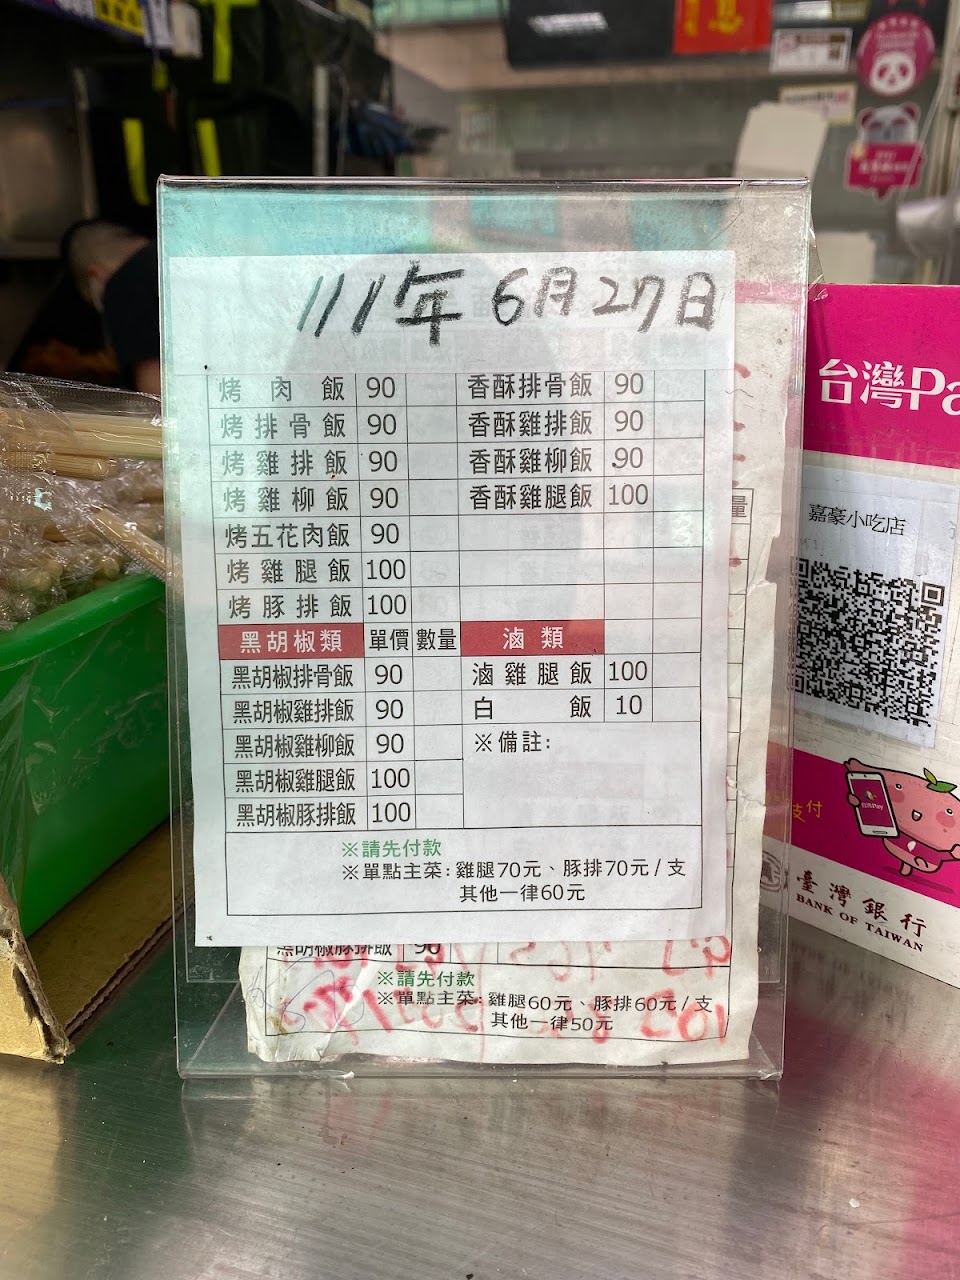 111年6月27日
烤肉飯 90 香酥排骨飯 90
烤排骨飯 90 香酥雞排飯 90
烤雞排飯 90 香酥雞柳飯 90
烤雞柳飯 90 香酥雞腿飯 100
烤五花肉飯 90
烤雞腿飯 100
烤豚排飯 100
黑胡椒類 單價 數量 滷類
黑胡椒排骨飯 90 滷雞腿飯 100
黑胡椒雞排飯 90 白飯 10
黑胡椒雞柳飯 90 ※備註:
黑胡椒雞腿飯 100
黑胡椒豚排飯 100
※請先付款
※單點主菜:雞腿70元、豚排70元/支
其他一律60元
黑胡椒豚排飯 90
※請先付款
※單點主菜:雞腿60元、豚排60元/支
其他一律50元
量
台灣Pa
嘉豪小吃店
支付
臺灣銀行
BANK OF TAIWAN